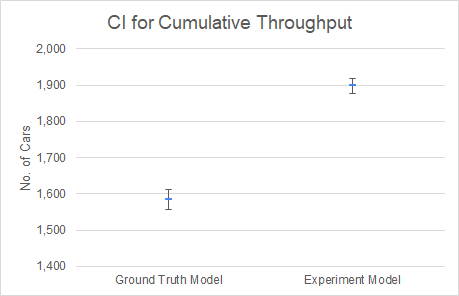 CI for Cumulative Throughput
No. of Cars
2,000
1,900
1,800
1,700
1,600
1,500
1,400
Ground Truth Model
Experiment Model